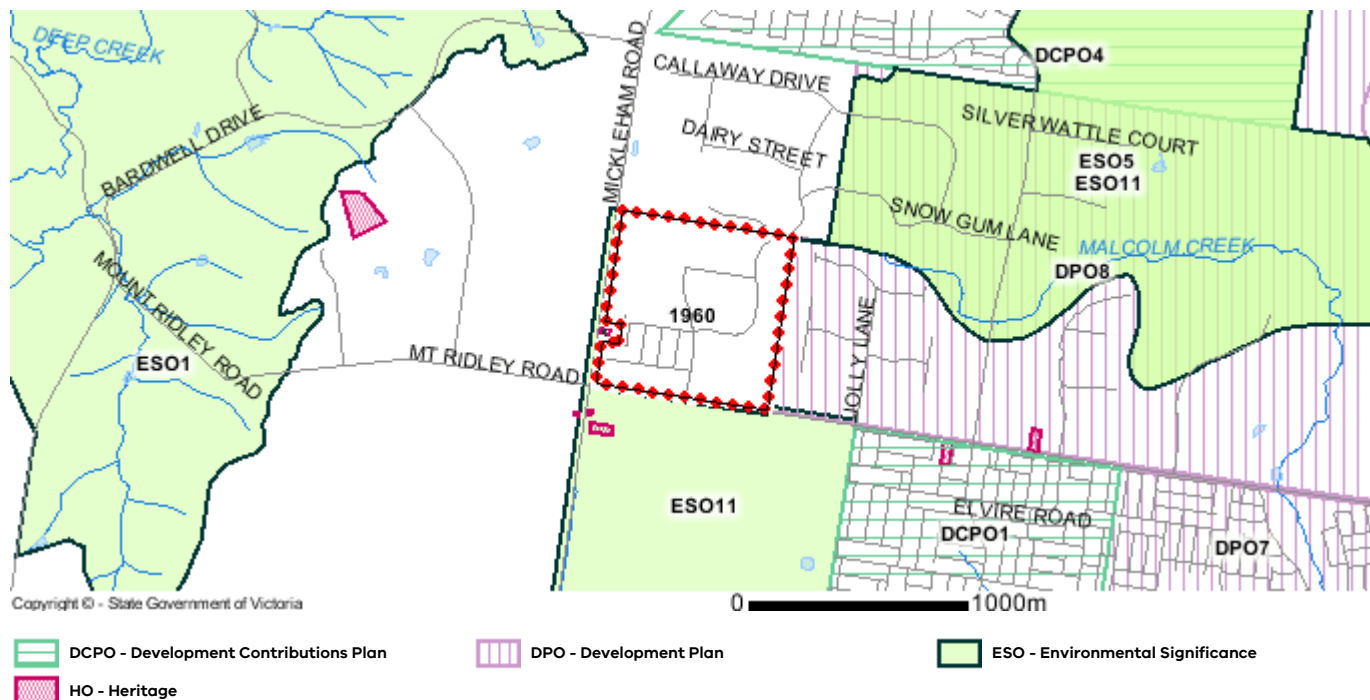 DEEP CREEK
MICKLEHAM ROAD
DCPO4
CALLAWAY DRIVE
BARDWELL DRIVE
DAIRY STREET
SILVER WATTLE COURT
ESO5
ESO11
SNOW GUM LANE
MALCOLM CREEK
MOUNT RIDLEY ROAD
DPO8
1960
JOLLY LANE
ESO1
MT RIDLEY ROAD
ESO11
ELVIRE ROAD
DCPO1
DPO7
Copyright © - State Government of Victoria
0 1000m
DCPO - Development Contributions Plan
DPO - Development Plan
ESO - Environmental Significance
HO - Heritage